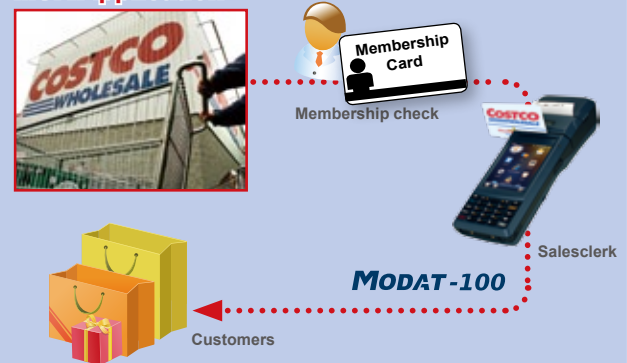 COSTCO
WHOLESALE
Membership
Card
Membership check
COSTCO
Salesclerk
MODAT-100
Customers